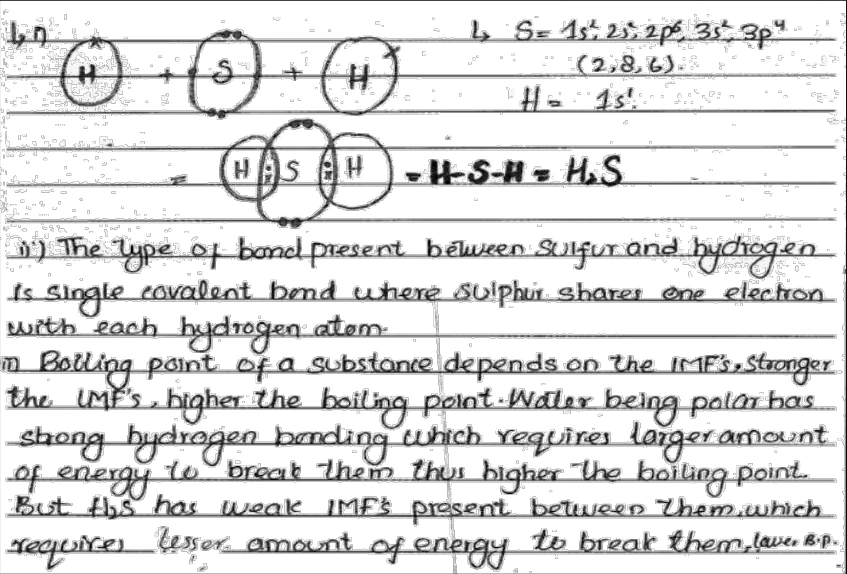 ↳ i) S = 1s², 2s², 2p⁶, 3s², 3p⁴
(2,8,6).
H + S + H
H = 1s¹.
= H S H = H-S-H = H₂S
ii) The type of bond present between sulfur and hydrogen
is single covalent bond where sulphur shares one electron
with each hydrogen atom.
Boiling point of a substance depends on the IMF's, Stronger
the IMF's, higher the boiling point. Water being polar has
strong hydrogen bonding which requires larger amount
of energy to break them thus higher the boiling point.
But H₂S has weak IMF's present between them, which
requires lesser amount of energy to break them, lower B.p.